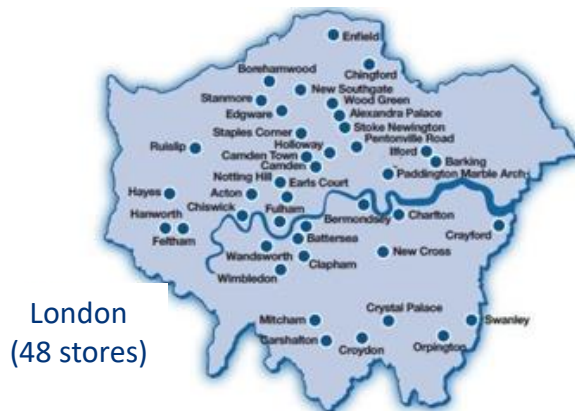 Enfield
Chingford
Borehamwood
New Southgate
Stanmore
Wood Green
Edgware
Alexandra Palace
Stoke Newington
Staples Corner
Pentonville Road
Ruislip
Holloway
Ilford
Camden Town
Barking
Camden
Paddington Marble Arch
Notting Hill
Earls Court
Hayes
Acton
Chiswick
Fulham
Hanworth
Bermondsey
Charlton
Feltham
Crayford
Battersea
Wandsworth
New Cross
Clapham
Wimbledon
Crystal Palace
Mitcham
Swanley
Carshalton
Croydon
Orpington
London
(48 stores)